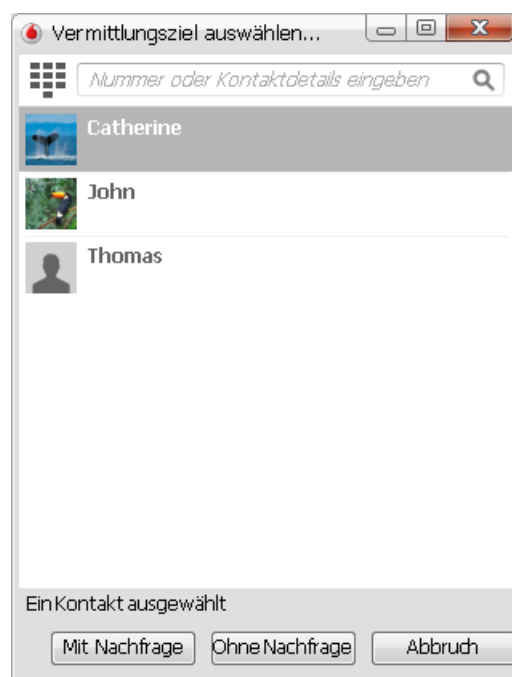 Vermittlungsziel auswählen...
Nummer oder Kontaktdetails eingeben
Catherine
John
Thomas
Ein Kontakt ausgewählt
Mit Nachfrage Ohne Nachfrage Abbruch